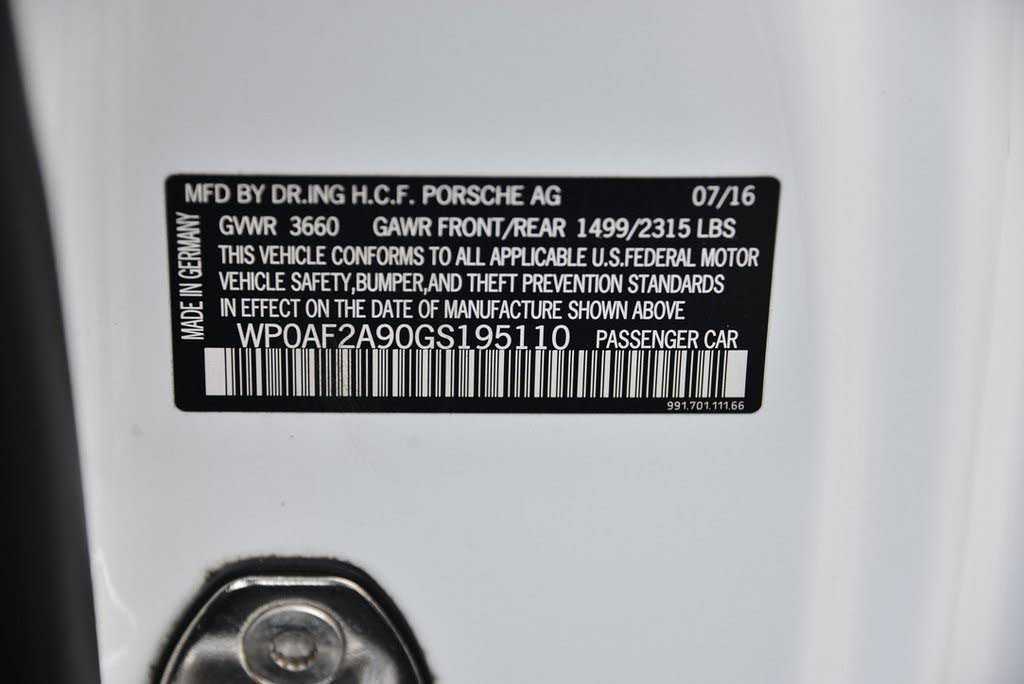 MFD BY DR.ING H.C.F. PORSCHE AG 07/16
GVWR 3660 GAWR FRONT/REAR 1499/2315 LBS
THIS VEHICLE CONFORMS TO ALL APPLICABLE U.S.FEDERAL MOTOR
VEHICLE SAFETY,BUMPER,AND THEFT PREVENTION STANDARDS
IN EFFECT ON THE DATE OF MANUFACTURE SHOWN ABOVE
WP0AF2A90GS195110 PASSENGER CAR
991.701.111.66
MADE IN GERMANY